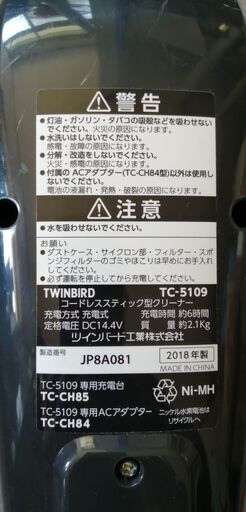 ⚠警告
●灯油・ガソリン・タバコの吸殻などを吸わせないでください。火災の原因になります。
●水洗いはしないでください。
感電・故障の原因になります。
●分解・改造をしないでください。
火災・感電の原因になります。
●付属の ACアダプター(TC-CH84型)以外は使用しないでください。
電池の液漏れ・発熱・破裂の原因になります。
⚠注意
●水を吸わせないでください。
お願い
●ダストケース・サイクロン部・フィルター・スポンジフィルターのゴミやほこりは早めにお手入れしてください。
●必ず運転を停止してから充電してください。
TWINBIRD TC-5109
コードレススティック型クリーナー
充電方式 充電式 充電時間 約6時間
定格電圧 DC14.4V 質量 約2.1Kg
ツインバード工業株式会社
製造番号 JP8A081 2018年製
MADE IN CHINA
TC-5109 専用充電台
TC-CH85
TC-5109 専用ACアダプター
TC-CH84
Ni-MH
ニッケル水素電池は
リサイクルへ